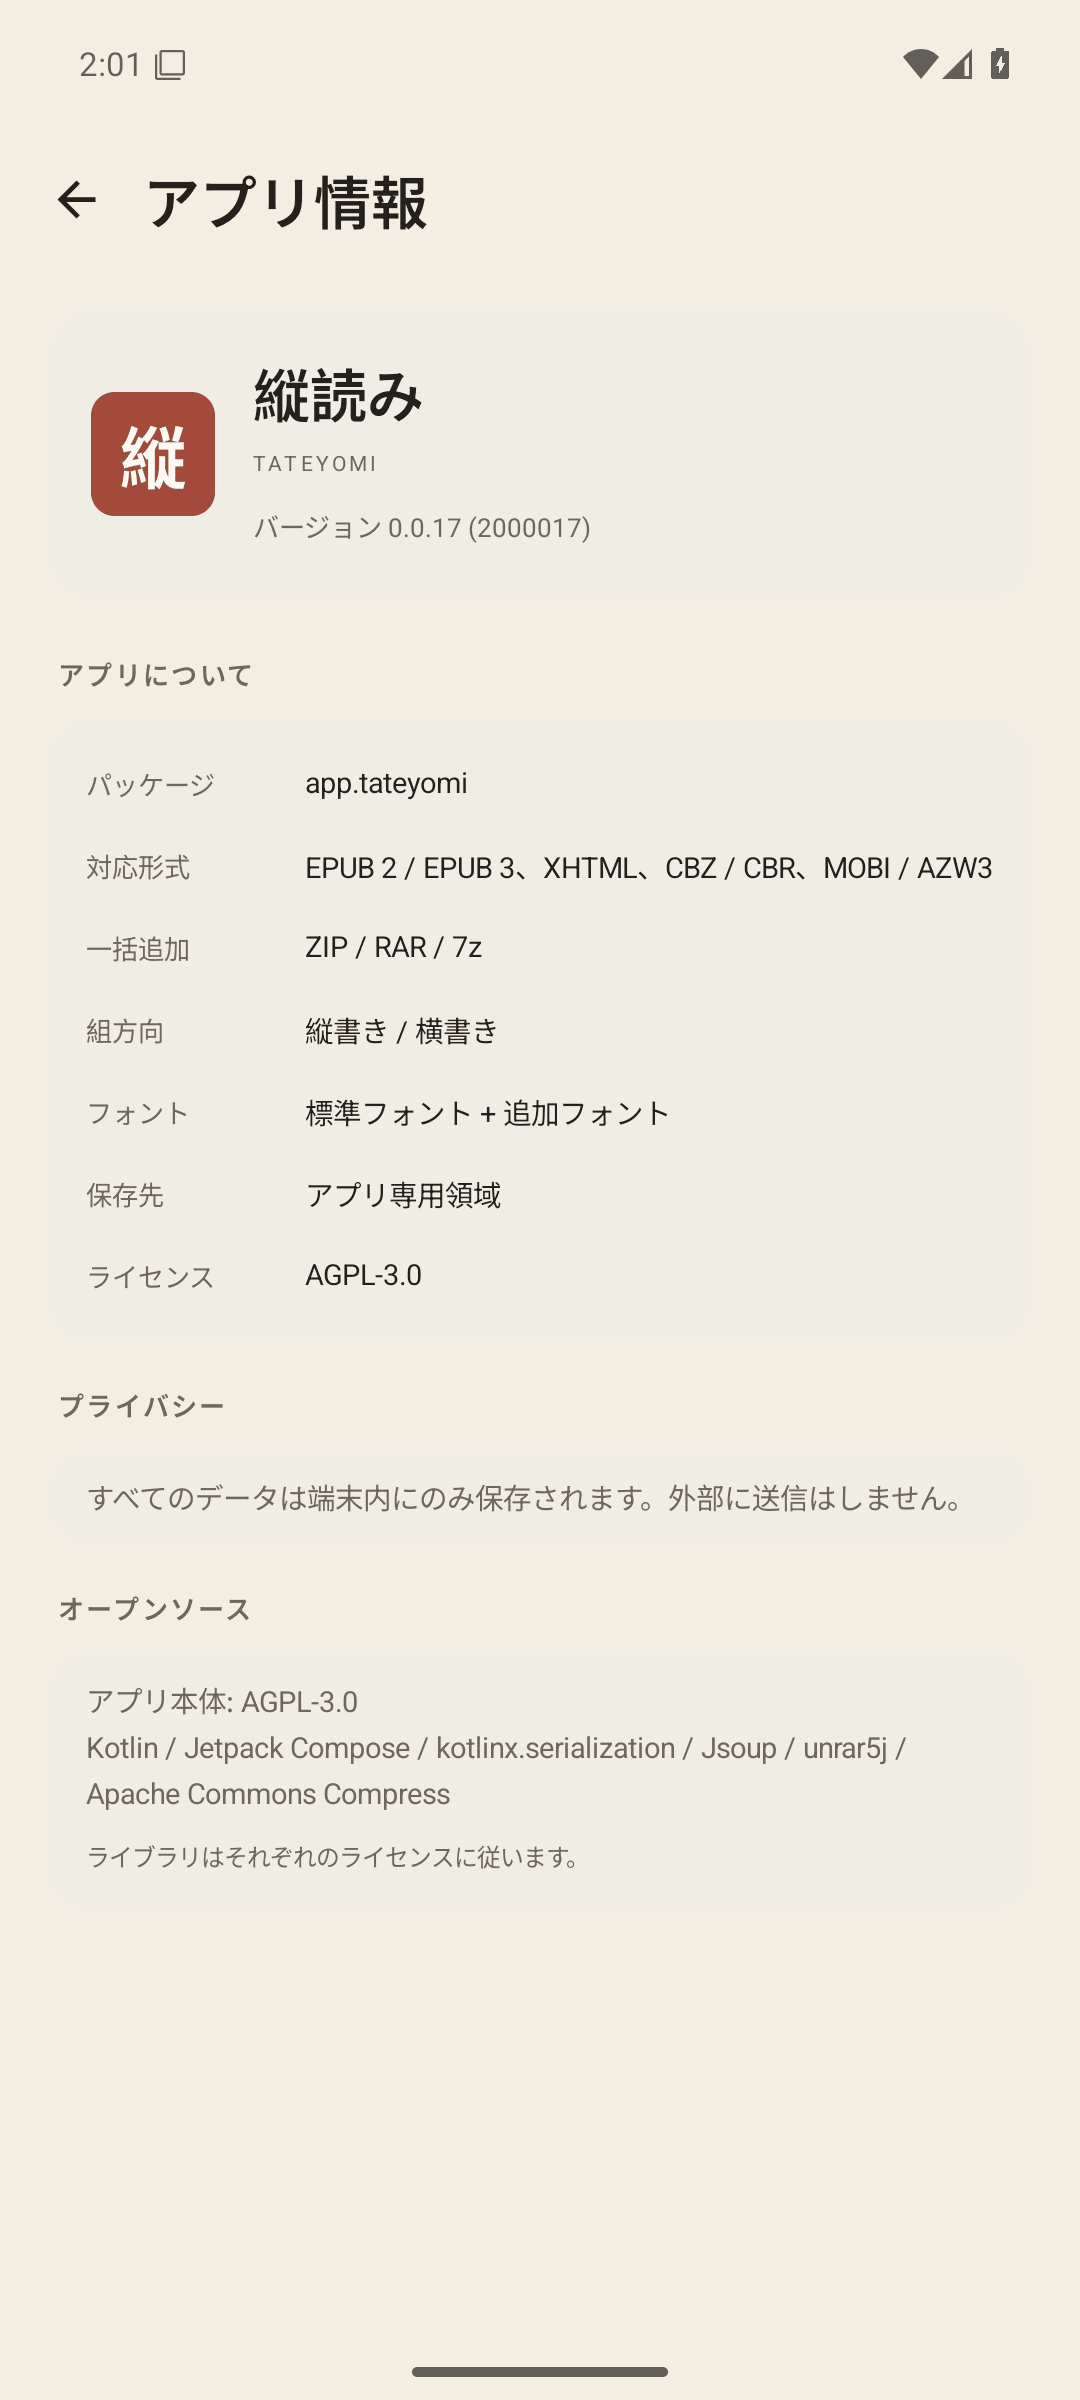 2:01
アプリ情報
縦
縦読み
TATEYOMI
バージョン 0.0.17 (2000017)
アプリについて
パッケージ app.tateyomi
対応形式 EPUB 2 / EPUB 3、XHTML、CBZ / CBR、MOBI / AZW3
一括追加 ZIP / RAR / 7z
組方向 縦書き / 横書き
フォント 標準フォント + 追加フォント
保存先 アプリ専用領域
ライセンス AGPL-3.0
プライバシー
すべてのデータは端末内にのみ保存されます。外部に送信はしません。
オープンソース
アプリ本体: AGPL-3.0
Kotlin / Jetpack Compose / kotlinx.serialization / Jsoup / unrar5j /
Apache Commons Compress
ライブラリはそれぞれのライセンスに従います。